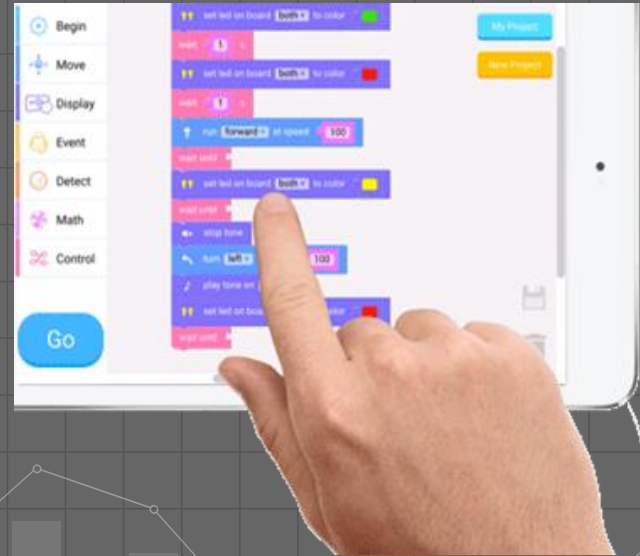 Begin
Move
Display
Event
Detect
Math
Control
Go
set led on board both to color
wait 1 s
set led on board both to color
wait 1 s
run forward at speed 100
wait until
set led on board both to color
wait until
stop tone
turn left 100
play tone on
set led on boa color
wait until
My Project
New Project